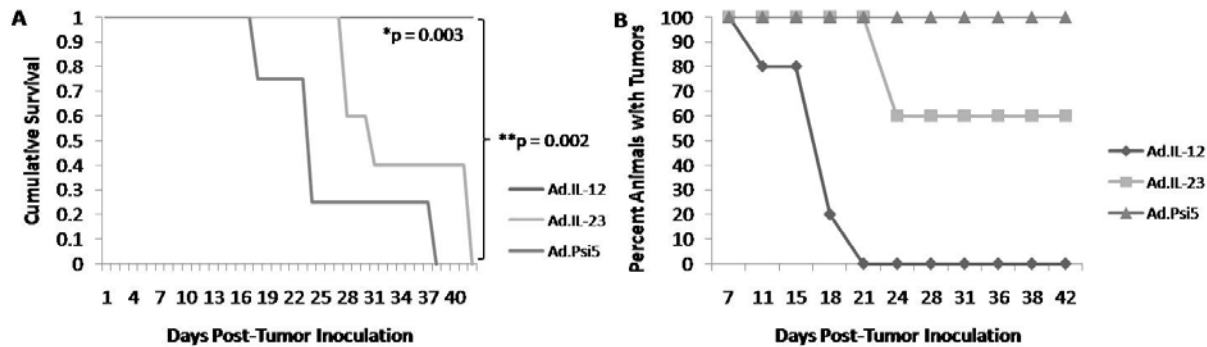 A
Cumulative Survival
1
0.9
0.8
0.7
0.6
0.5
0.4
0.3
0.2
0.1
0
1 4 7 10 13 16 19 22 25 28 31 34 37 40
Days Post-Tumor Inoculation
*p = 0.003
**p = 0.002
Ad.IL-12
Ad.IL-23
Ad.Psi5
B
Percent Animals with Tumors
100
90
80
70
60
50
40
30
20
10
0
7 11 15 18 21 24 28 31 36 38 42
Days Post-Tumor Inoculation
Ad.IL-12
Ad.IL-23
Ad.Psi5